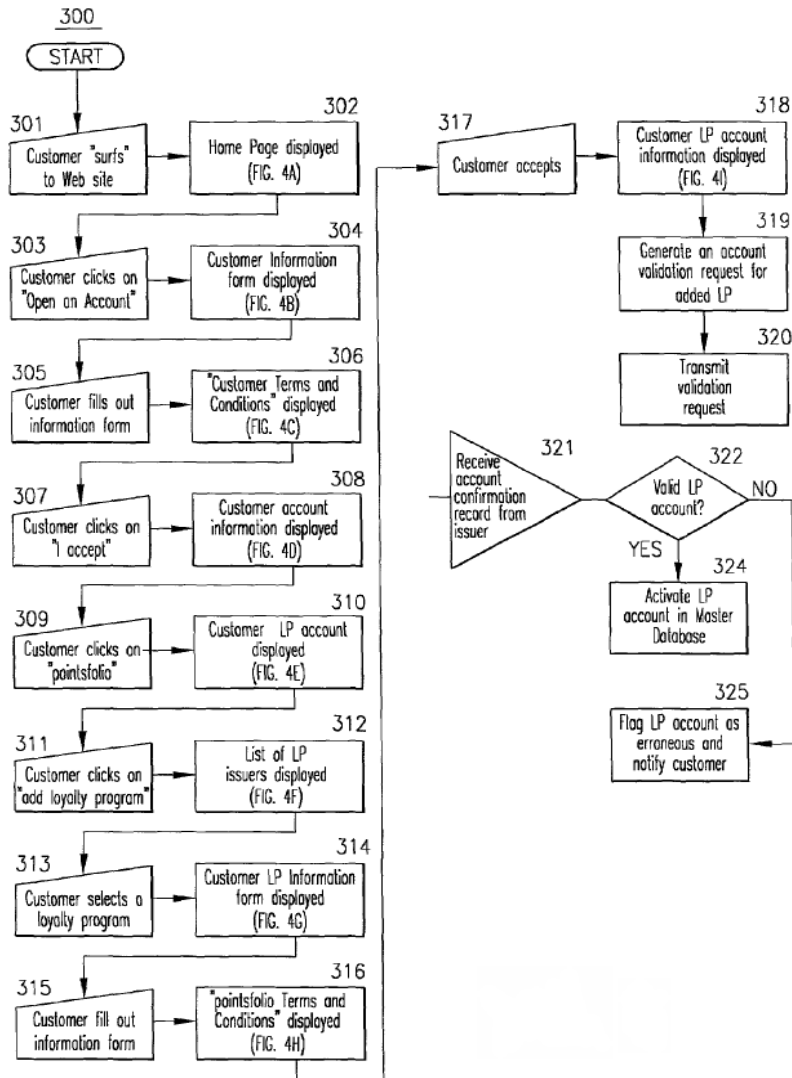 300
START
301
Customer "surfs"
to Web site
302
Home Page displayed
(FIG. 4A)
303
Customer clicks on
"Open an Account"
304
Customer Information
form displayed
(FIG. 4B)
305
Customer fills out
information form
306
"Customer Terms and
Conditions" displayed
(FIG. 4C)
307
Customer clicks on
"I accept"
308
Customer account
information displayed
(FIG. 4D)
309
Customer clicks on
"pointsfolio"
310
Customer LP account
displayed
(FIG. 4E)
311
Customer clicks on
"add loyalty program"
312
List of LP
issuers displayed
(FIG. 4F)
313
Customer selects a
loyalty program
314
Customer LP Information
form displayed
(FIG. 4G)
315
Customer fill out
information form
316
"pointsfolio Terms and
Conditions" displayed
(FIG. 4H)
317
Customer accepts
318
Customer LP account
information displayed
(FIG. 4I)
319
Generate an account
validation request for
added LP
320
Transmit
validation
request
321
Receive
account
confirmation
record from
issuer
322
Valid LP
account?
NO
YES
324
Activate LP
account in Master
Database
325
Flag LP account as
erroneous and
notify customer